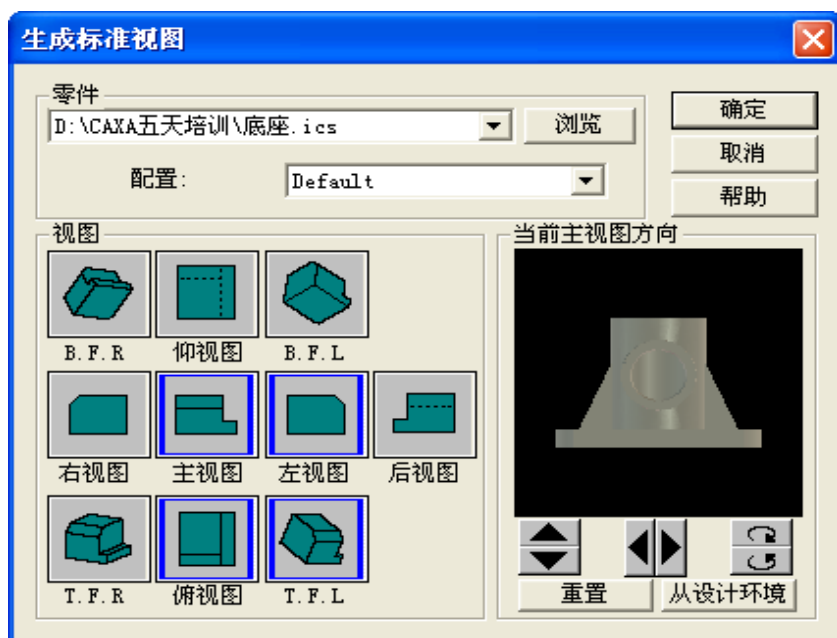 生成标准视图
零件
D:\CAXA五天培训\底座.ics
浏览
确定
取消
配置:
Default
帮助
视图
当前主视图方向
B.F.R 仰视图 B.F.L
右视图 主视图 左视图 后视图
T.F.R 俯视图 T.F.L
重置 从设计环境